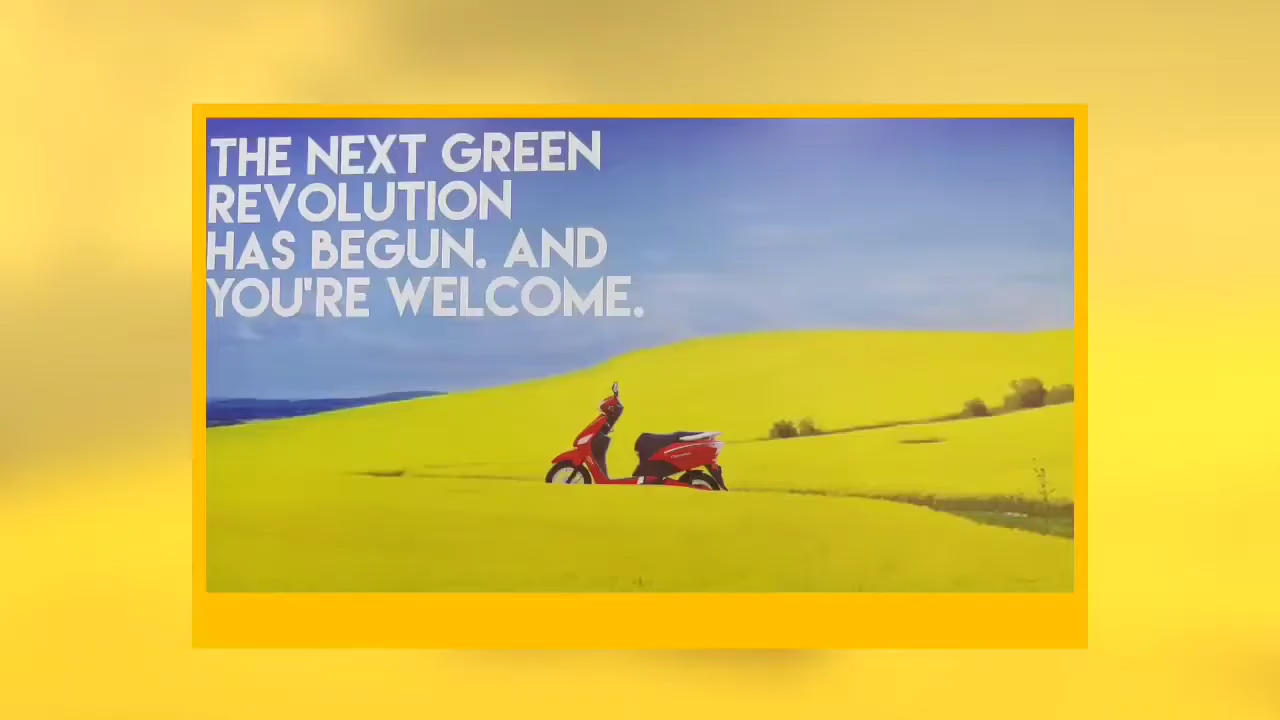 THE NEXT GREEN
REVOLUTION
HAS BEGUN. AND
YOU'RE WELCOME.